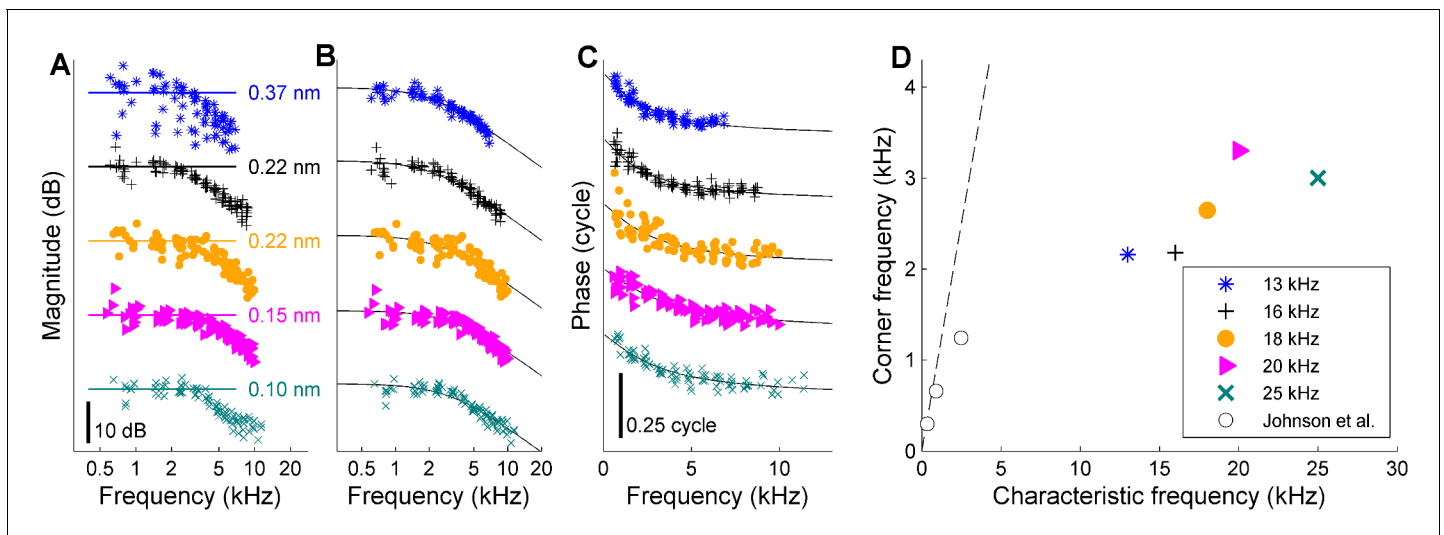 A
Magnitude (dB)
0.37 nm
0.22 nm
0.22 nm
0.15 nm
0.10 nm
10 dB
0.5 1 2 5 10 20
Frequency (kHz)
B
0.5 1 2 5 10 20
Frequency (kHz)
C
Phase (cycle)
0.25 cycle
0 5 10
Frequency (kHz)
D
Corner frequency (kHz)
4
3
2
1
0
0 5 10 15 20 25 30
Characteristic frequency (kHz)
13 kHz
16 kHz
18 kHz
20 kHz
25 kHz
Johnson et al.